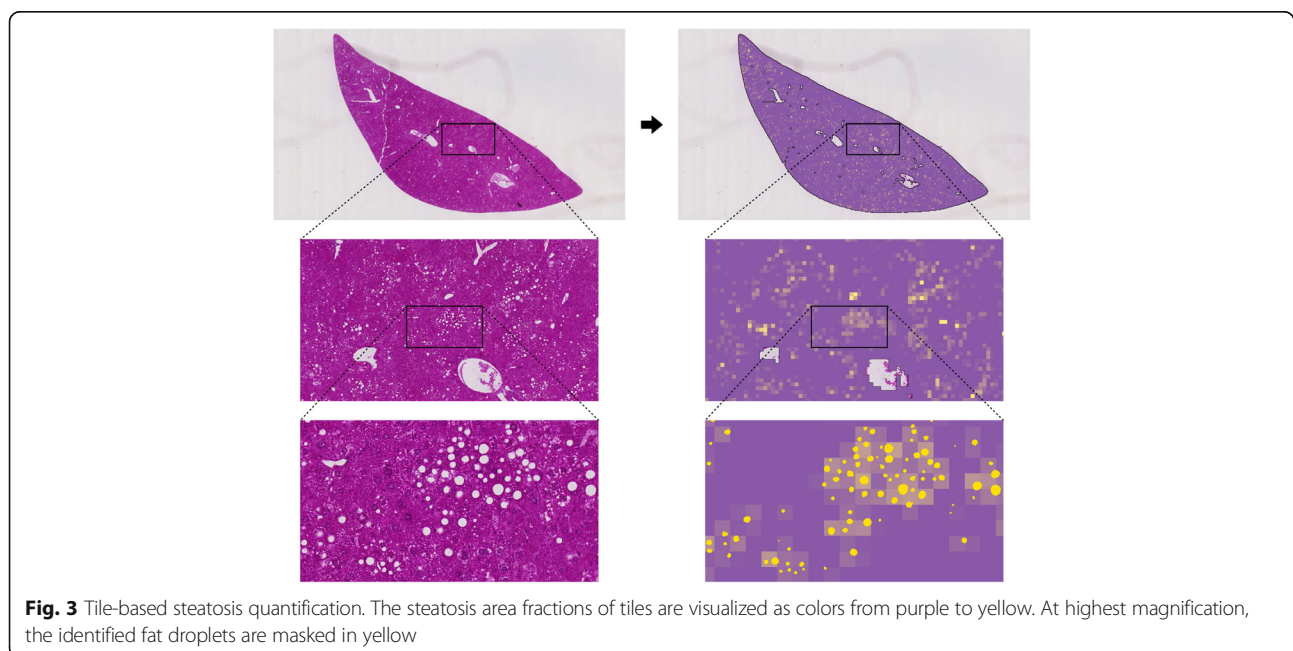 Fig. 3 Tile-based steatosis quantification. The steatosis area fractions of tiles are visualized as colors from purple to yellow. At highest magnification,
the identified fat droplets are masked in yellow